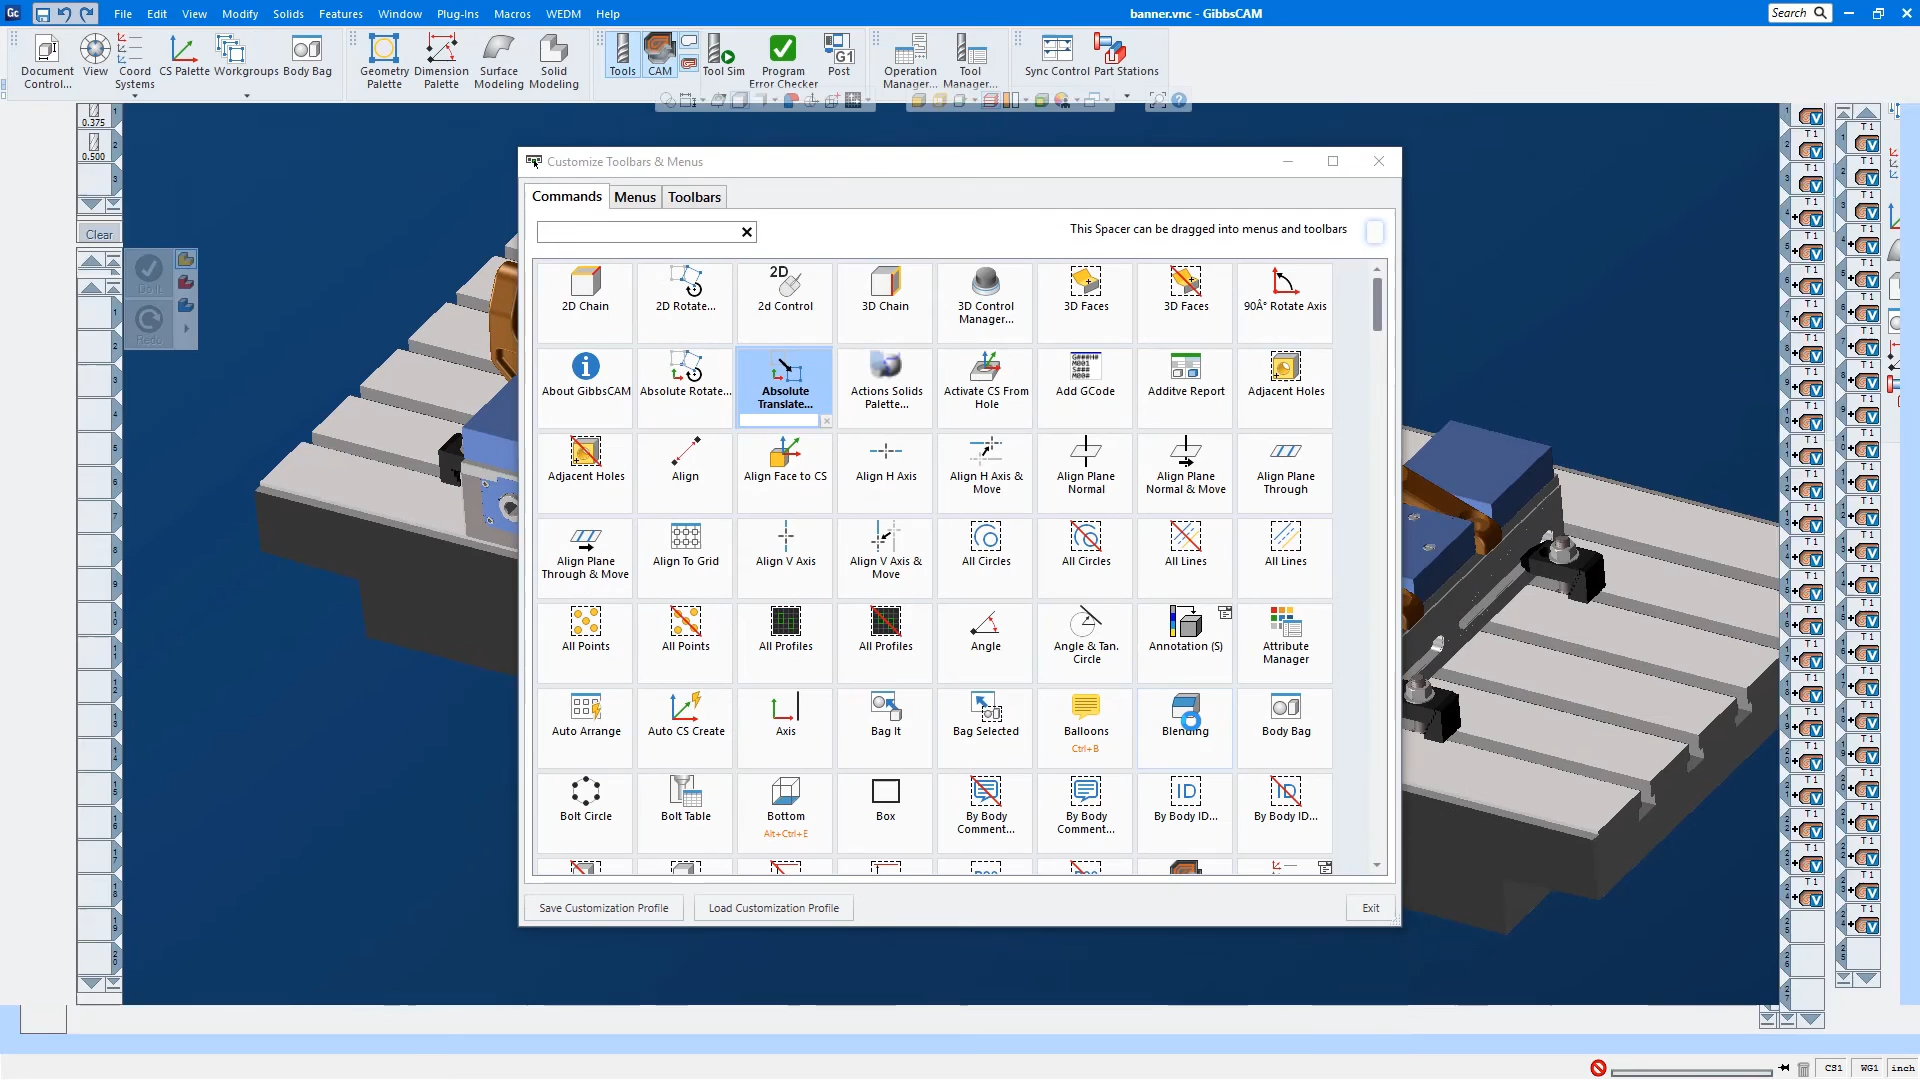 Gc File Edit View Modify Solids Features Window Plug-Ins Macros WEDM Help banner.vnc - GibbsCAM Search
Document Control... View Coord Systems CS Palette Workgroups Body Bag Geometry Palette Dimension Palette Surface Modeling Solid Modeling Tools CAM Tool Sim Program Error Checker Post Operation Manager... Tool Manager... Sync Control Part Stations
0.375
0.500
Clear
Do It
Redo
Customize Toolbars & Menus
Commands Menus Toolbars
This Spacer can be dragged into menus and toolbars
2D Chain 2D Rotate... 2d Control 3D Chain 3D Control Manager... 3D Faces 3D Faces 90Â° Rotate Axis
About GibbsCAM Absolute Rotate... Absolute Translate... Actions Solids Palette... Activate CS From Hole Add GCode Additve Report Adjacent Holes
Adjacent Holes Align Align Face to CS Align H Axis Align H Axis & Move Align Plane Normal Align Plane Normal & Move Align Plane Through
Align Plane Through & Move Align To Grid Align V Axis Align V Axis & Move All Circles All Circles All Lines All Lines
All Points All Points All Profiles All Profiles Angle Angle & Tan. Circle Annotation (S) Attribute Manager
Auto Arrange Auto CS Create Axis Bag It Bag Selected Balloons Ctrl+B Blending Body Bag
Bolt Circle Bolt Table Bottom Alt+Ctrl+E Box By Body Comment... By Body Comment... By Body ID... By Body ID...
Save Customization Profile Load Customization Profile Exit
CS1 WG1 inch